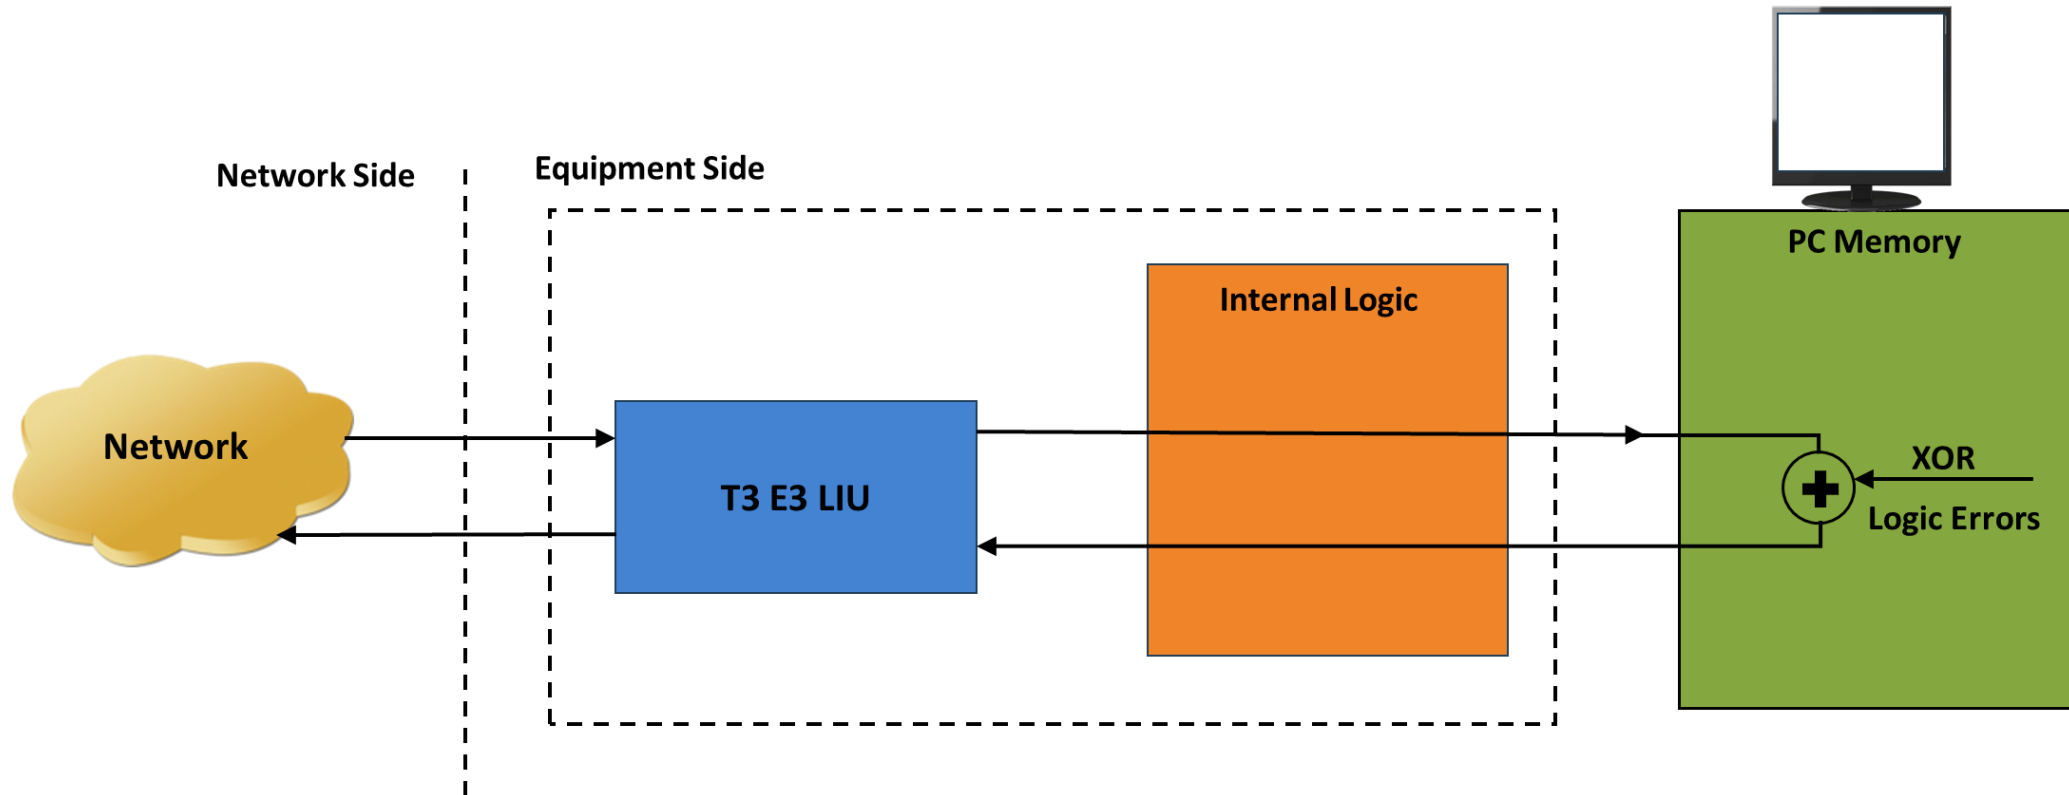 Network Side
Equipment Side
PC Memory
Internal Logic
Network
T3 E3 LIU
XOR
Logic Errors